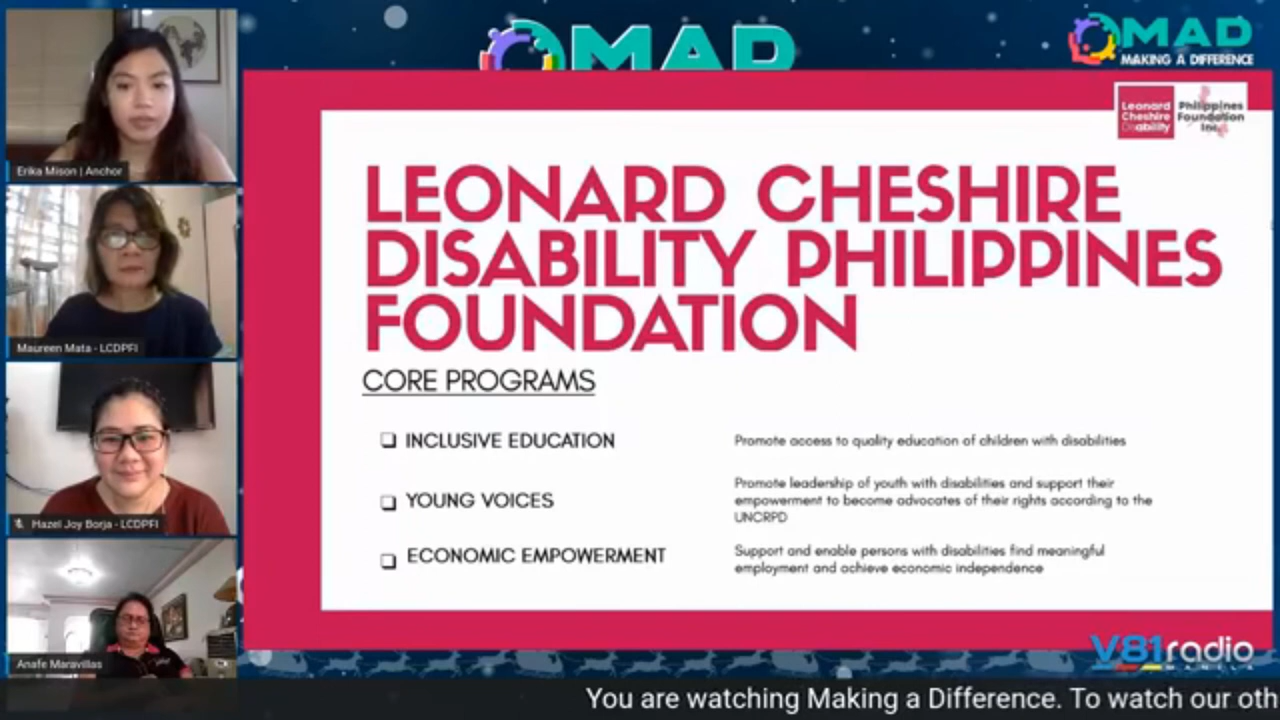 Erika Mison | Anchor
Maureen Mata - LCDPFI
Hazel Joy Borja - LCDPFI
Anafe Maravillas
MAD
MAD
MAKING A DIFFERENCE
Leonard
Cheshire
Disability
Philippines
Foundation
Inc.
LEONARD CHESHIRE
DISABILITY PHILIPPINES
FOUNDATION
CORE PROGRAMS
INCLUSIVE EDUCATION
Promote access to quality education of children with disabilities
YOUNG VOICES
Promote leadership of youth with disabilities and support their
empowerment to become advocates of their rights according to the
UNCRPD
ECONOMIC EMPOWERMENT
Support and enable persons with disabilities find meaningful
employment and achieve economic independence
V81radio
MANILA
You are watching Making a Difference. To watch our oth